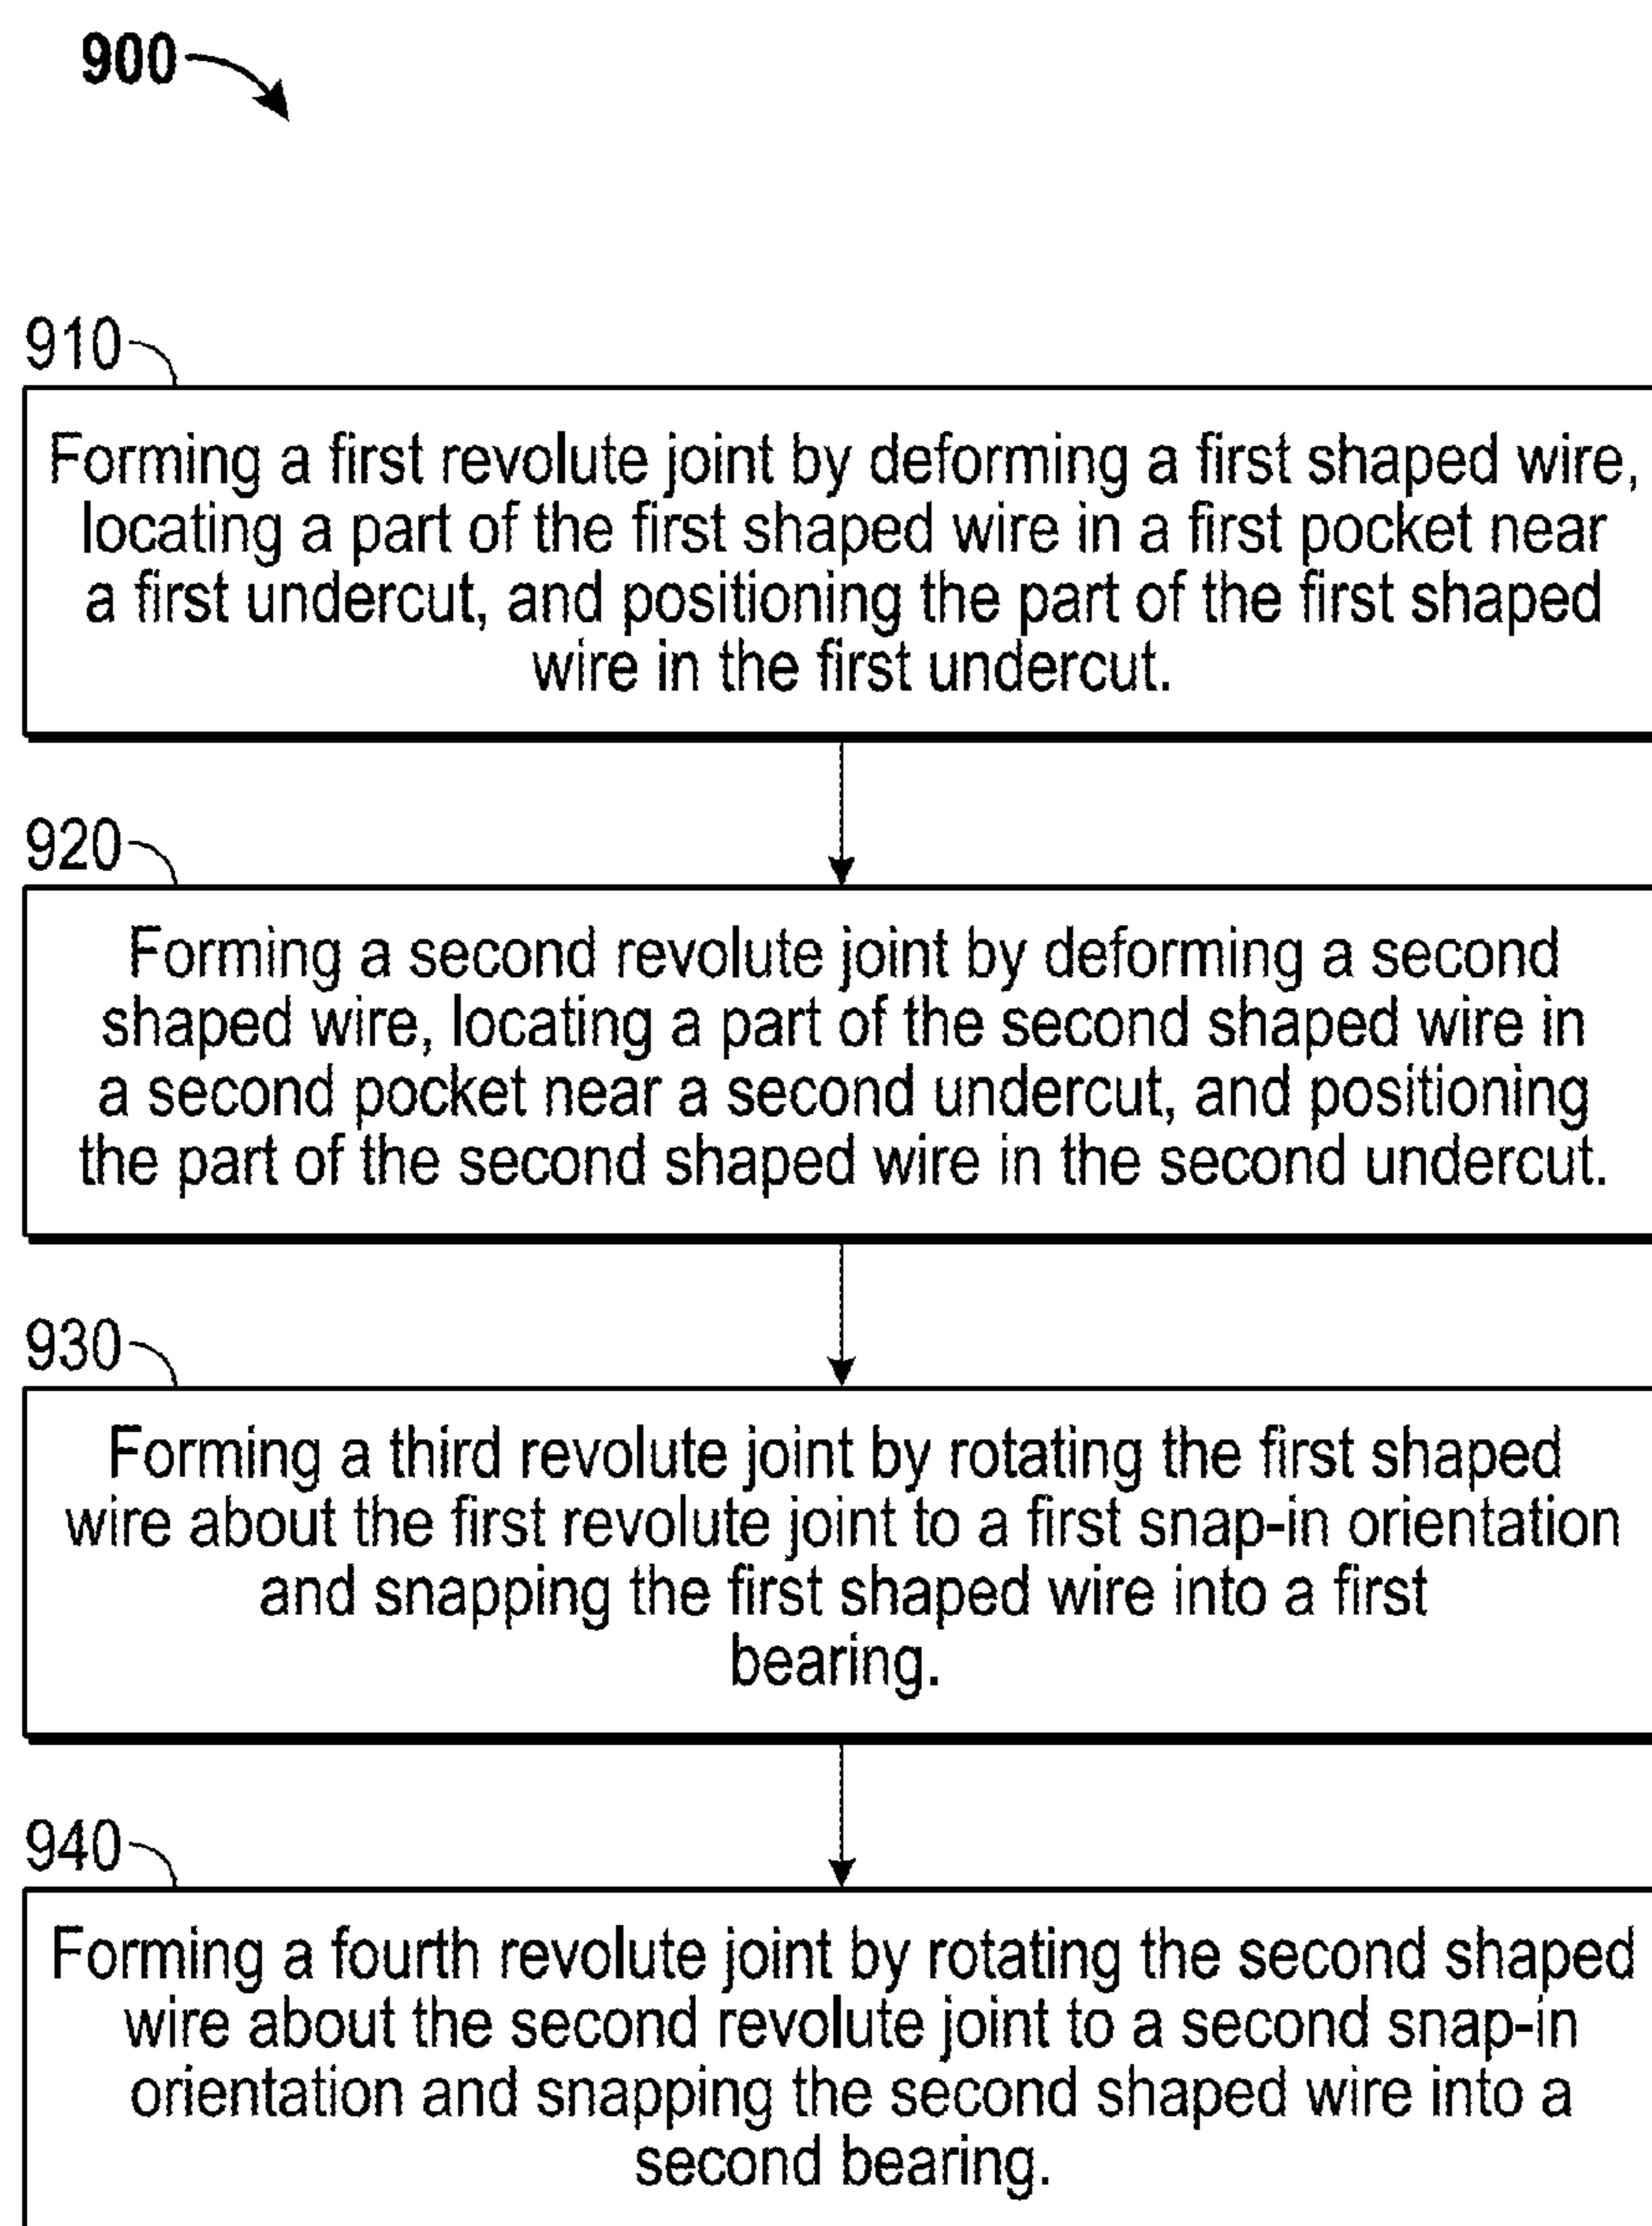 900
910
Forming a first revolute joint by deforming a first shaped wire,
locating a part of the first shaped wire in a first pocket near
a first undercut, and positioning the part of the first shaped
wire in the first undercut.
920
Forming a second revolute joint by deforming a second
shaped wire, locating a part of the second shaped wire in
a second pocket near a second undercut, and positioning
the part of the second shaped wire in the second undercut.
930
Forming a third revolute joint by rotating the first shaped
wire about the first revolute joint to a first snap-in orientation
and snapping the first shaped wire into a first
bearing.
940
Forming a fourth revolute joint by rotating the second shaped
wire about the second revolute joint to a second snap-in
orientation and snapping the second shaped wire into a
second bearing.